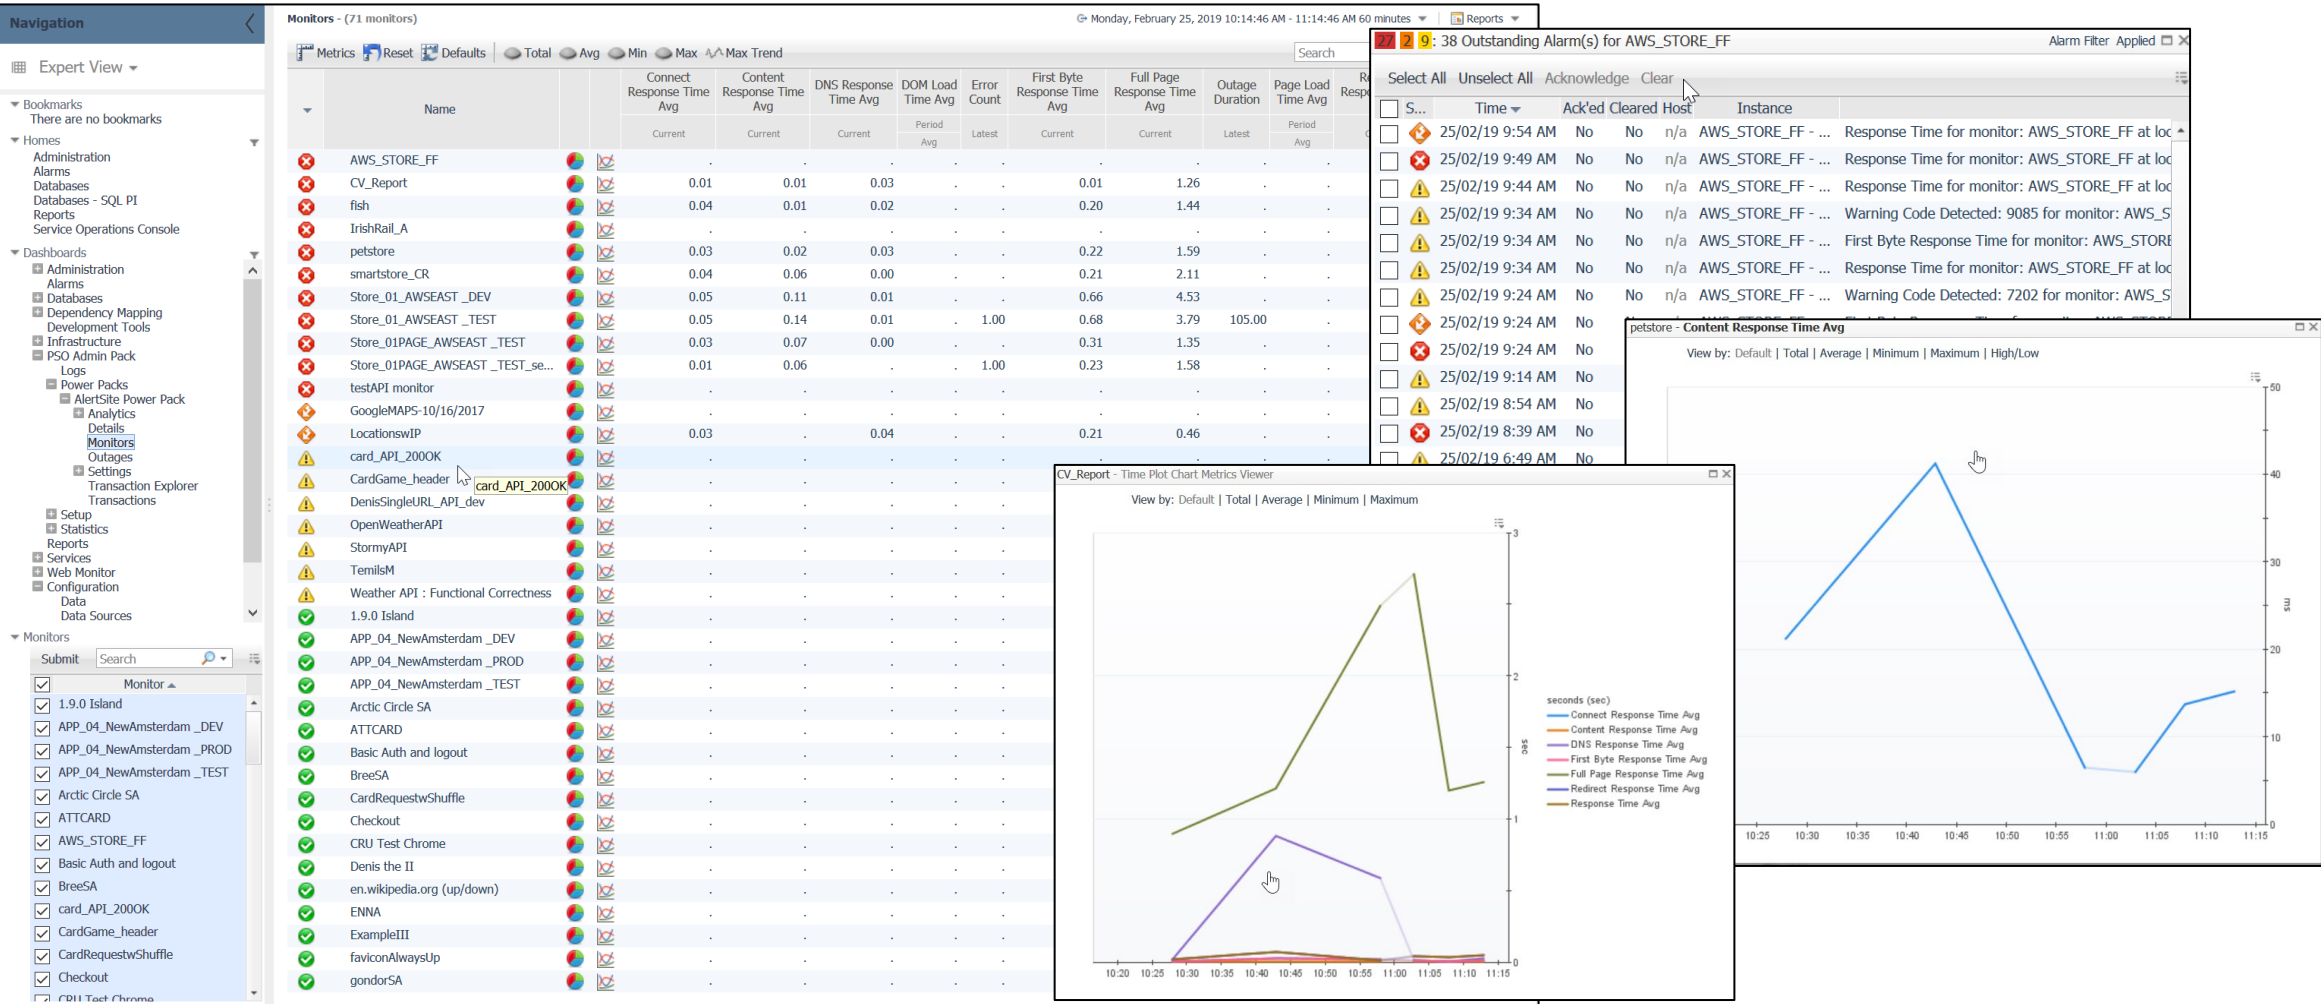 Navigation
Expert View
Bookmarks
There are no bookmarks
Homes
Administration
Alarms
Databases
Databases - SQL PI
Reports
Service Operations Console
Dashboards
Administration
Alarms
Databases
Dependency Mapping
Development Tools
Infrastructure
PSO Admin Pack
Logs
Power Packs
AlertSite Power Pack
Analytics
Details
Monitors
Outages
Settings
Transaction Explorer
Transactions
Setup
Statistics
Reports
Services
Web Monitor
Configuration
Data
Data Sources
Monitors
Submit Search
Monitor
1.9.0 Island
APP_04_NewAmsterdam _DEV
APP_04_NewAmsterdam _PROD
APP_04_NewAmsterdam _TEST
Arctic Circle SA
ATTCARD
AWS_STORE_FF
Basic Auth and logout
BreeSA
card_API_200OK
CardGame_header
CardRequestwShuffle
Checkout
CRU Test Chrome
Monitors - (71 monitors)
Monday, February 25, 2019 10:14:46 AM - 11:14:46 AM 60 minutes Reports
Metrics Reset Defaults Total Avg Min Max Max Trend Search
Name
Connect Response Time Avg Current
Content Response Time Avg Current
DNS Response Time Avg Current
DOM Load Time Avg Period Avg
Error Count Latest
First Byte Response Time Avg Current
Full Page Response Time Avg Current
Outage Duration Latest
Page Load Time Avg Period Avg
AWS_STORE_FF . . . . . . . . .
CV_Report 0.01 0.01 0.03 . . 0.01 1.26 . .
fish 0.04 0.01 0.02 . . 0.20 1.44 . .
IrishRail_A . . . . . . . . .
petstore 0.03 0.02 0.03 . . 0.22 1.59 . .
smartstore_CR 0.04 0.06 0.00 . . 0.21 2.11 . .
Store_01_AWSEAST _DEV 0.05 0.11 0.01 . . 0.66 4.53 . .
Store_01_AWSEAST _TEST 0.05 0.14 0.01 . 1.00 0.68 3.79 105.00 .
Store_01PAGE_AWSEAST _TEST 0.03 0.07 0.00 . . 0.31 1.35 . .
Store_01PAGE_AWSEAST _TEST_se... 0.01 0.06 . . 1.00 0.23 1.58 . .
testAPI monitor . . . . . . . . .
GoogleMAPS-10/16/2017 . . . . . . . . .
LocationswIP 0.03 . 0.04 . . 0.21 0.46 . .
card_API_200OK
CardGame_header
card_API_200OK
DenisSingleURL_API_dev
OpenWeatherAPI
StormyAPI
TemilsM
Weather API : Functional Correctness
1.9.0 Island
APP_04_NewAmsterdam _DEV
APP_04_NewAmsterdam _PROD
APP_04_NewAmsterdam _TEST
Arctic Circle SA
ATTCARD
Basic Auth and logout
BreeSA
CardRequestwShuffle
Checkout
CRU Test Chrome
Denis the II
en.wikipedia.org (up/down)
ENNA
ExampleIII
faviconAlwaysUp
gondorSA
27 2 9 : 38 Outstanding Alarm(s) for AWS_STORE_FF Alarm Filter Applied
Select All Unselect All Acknowledge Clear
S... Time Ack'ed Cleared Host Instance
25/02/19 9:54 AM No No n/a AWS_STORE_FF - ... Response Time for monitor: AWS_STORE_FF at loc
25/02/19 9:49 AM No No n/a AWS_STORE_FF - ... Response Time for monitor: AWS_STORE_FF at loc
25/02/19 9:44 AM No No n/a AWS_STORE_FF - ... Response Time for monitor: AWS_STORE_FF at loc
25/02/19 9:34 AM No No n/a AWS_STORE_FF - ... Warning Code Detected: 9085 for monitor: AWS_S
25/02/19 9:34 AM No No n/a AWS_STORE_FF - ... First Byte Response Time for monitor: AWS_STORE
25/02/19 9:34 AM No No n/a AWS_STORE_FF - ... Response Time for monitor: AWS_STORE_FF at loc
25/02/19 9:24 AM No No n/a AWS_STORE_FF - ... Warning Code Detected: 7202 for monitor: AWS_S
25/02/19 9:24 AM No
25/02/19 9:24 AM No
25/02/19 9:14 AM No
25/02/19 8:54 AM No
25/02/19 8:39 AM No
25/02/19 6:49 AM No
petstore - Content Response Time Avg
View by: Default | Total | Average | Minimum | Maximum | High/Low
50
40
30
ms
20
10
0
10:25 10:30 10:35 10:40 10:45 10:50 10:55 11:00 11:05 11:10 11:15
CV_Report - Time Plot Chart Metrics Viewer
View by: Default | Total | Average | Minimum | Maximum
3
2
sec
1
0
seconds (sec)
Connect Response Time Avg
Content Response Time Avg
DNS Response Time Avg
First Byte Response Time Avg
Full Page Response Time Avg
Redirect Response Time Avg
Response Time Avg
10:20 10:25 10:30 10:35 10:40 10:45 10:50 10:55 11:00 11:05 11:10 11:15